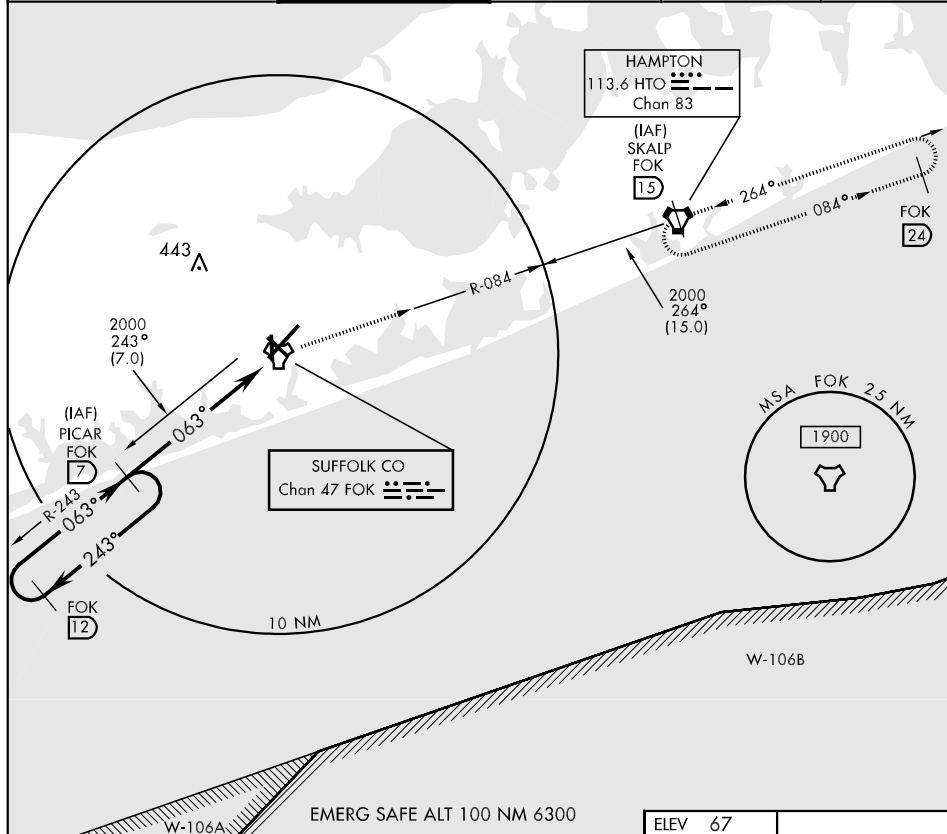 HAMPTON
113.6 HTO
Chan 83
(IAF)
SKALP
FOK
15
264°
084°
FOK
24
443
R-084
2000
264°
(15.0)
2000
243°
(7.0)
063°
(IAF)
PICAR
FOK
7
R-243
063°
243°
FOK
12
SUFFOLK CO
Chan 47 FOK
MSA FOK 25 NM
1900
10 NM
W-106B
W-106A
EMERG SAFE ALT 100 NM 6300
ELEV 67